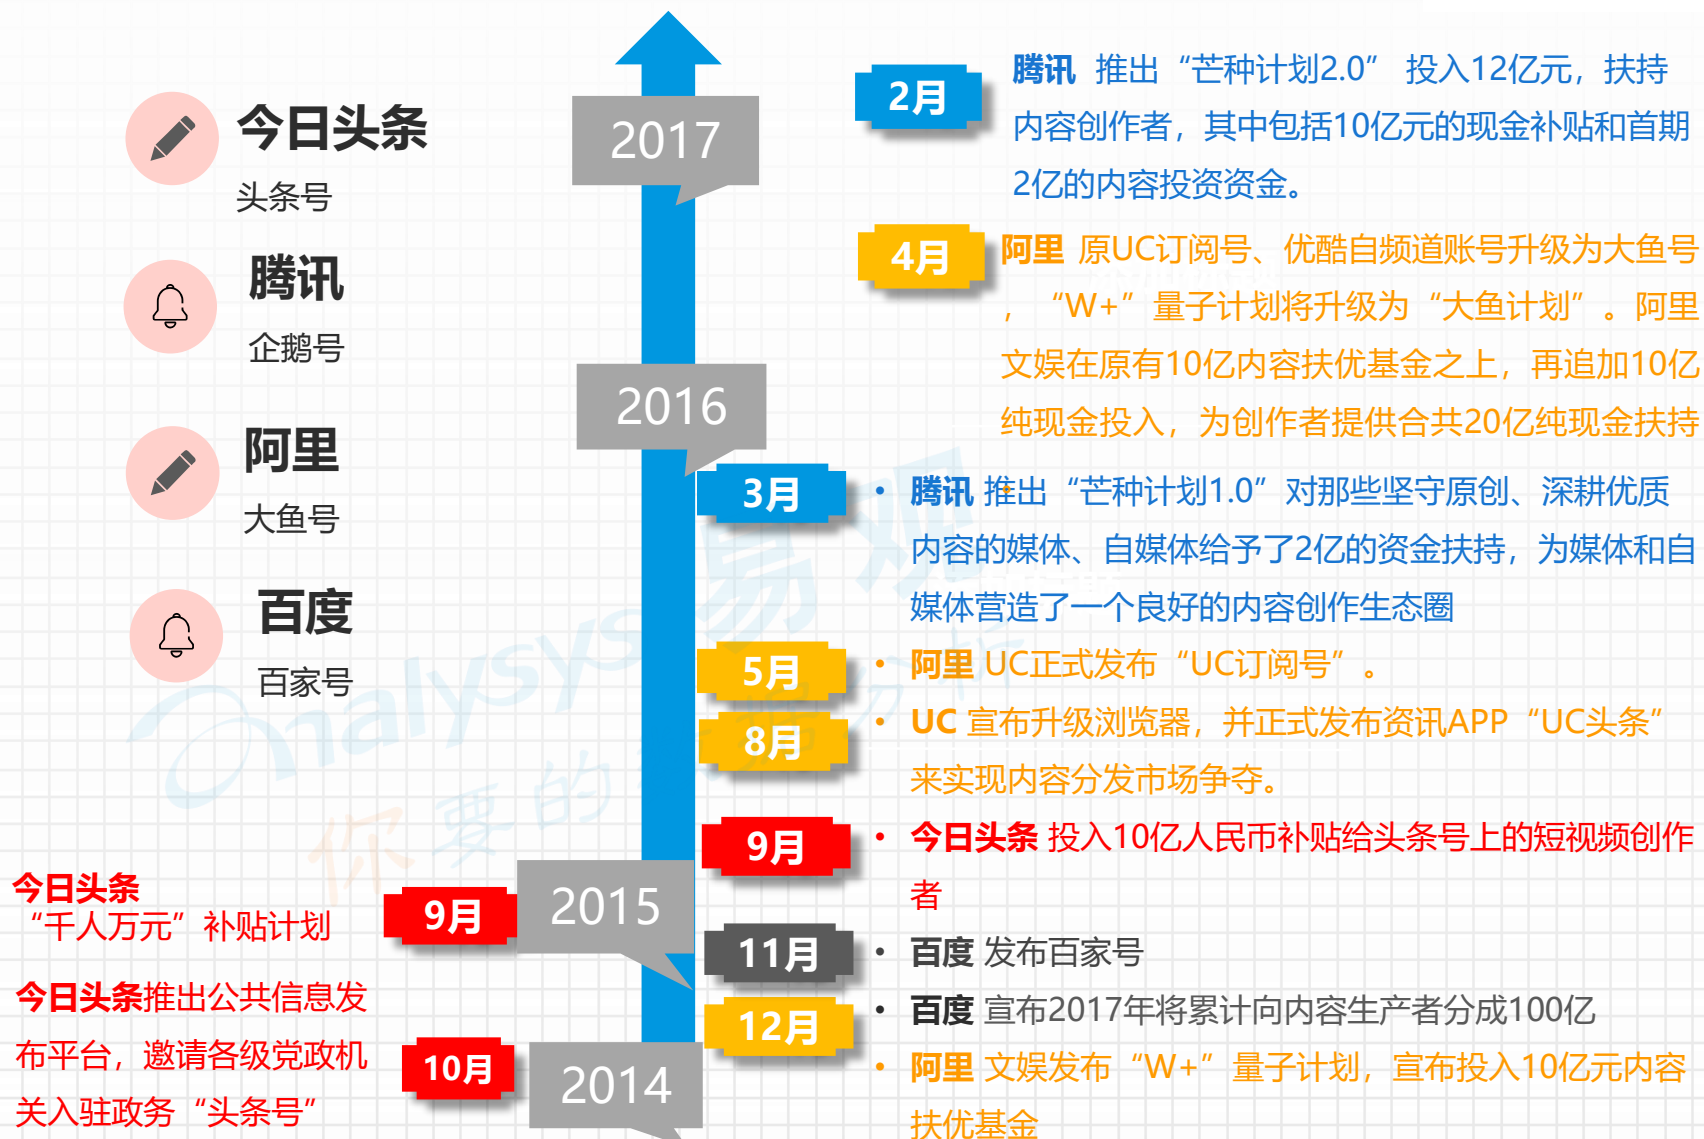 今日头条
头条号
腾讯
企鹅号
阿里
大鱼号
百度
百家号
2017
2月
腾讯 推出“芒种计划2.0” 投入12亿元，扶持
内容创作者，其中包括10亿元的现金补贴和首期
2亿的内容投资资金。
4月
阿里 原UC订阅号、优酷自频道账号升级为大鱼号
，“W+”量子计划将升级为“大鱼计划”。阿里
文娱在原有10亿内容扶优基金之上，再追加10亿
纯现金投入，为创作者提供合共20亿纯现金扶持
。
2016
3月
• 腾讯 推出“芒种计划1.0”对那些坚守原创、深耕优质
内容的媒体、自媒体给予了2亿的资金扶持，为媒体和自
媒体营造了一个良好的内容创作生态圈
5月
• 阿里 UC正式发布“UC订阅号”。
8月
• UC 宣布升级浏览器，并正式发布资讯APP“UC头条”
来实现内容分发市场争夺。
9月
• 今日头条 投入10亿人民币补贴给头条号上的短视频创作
者
11月
• 百度 发布百家号
12月
• 百度 宣布2017年将累计向内容生产者分成100亿
• 阿里 文娱发布“W+”量子计划，宣布投入10亿元内容
扶优基金
2015
9月
今日头条
“千人万元”补贴计划
2014
10月
今日头条推出公共信息发
布平台，邀请各级党政机
关入驻政务“头条号”
analysys易观
你要的数据分析